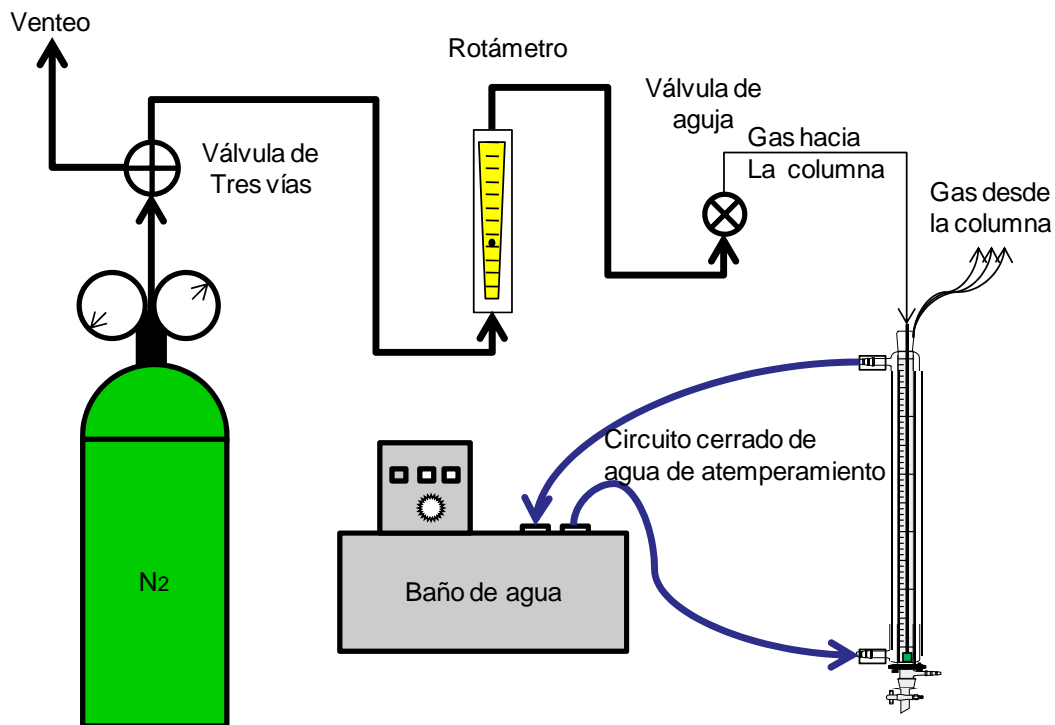 Venteo
Rotámetro
Válvula de
aguja
Gas hacia
La columna
Gas desde
la columna
Válvula de
Tres vías
Circuito cerrado de
agua de atemperamiento
N2
Baño de agua